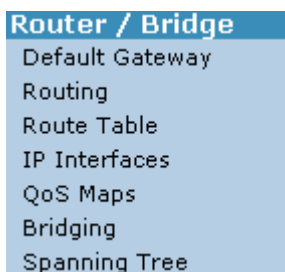 Router / Bridge
Default Gateway
Routing
Route Table
IP Interfaces
QoS Maps
Bridging
Spanning Tree